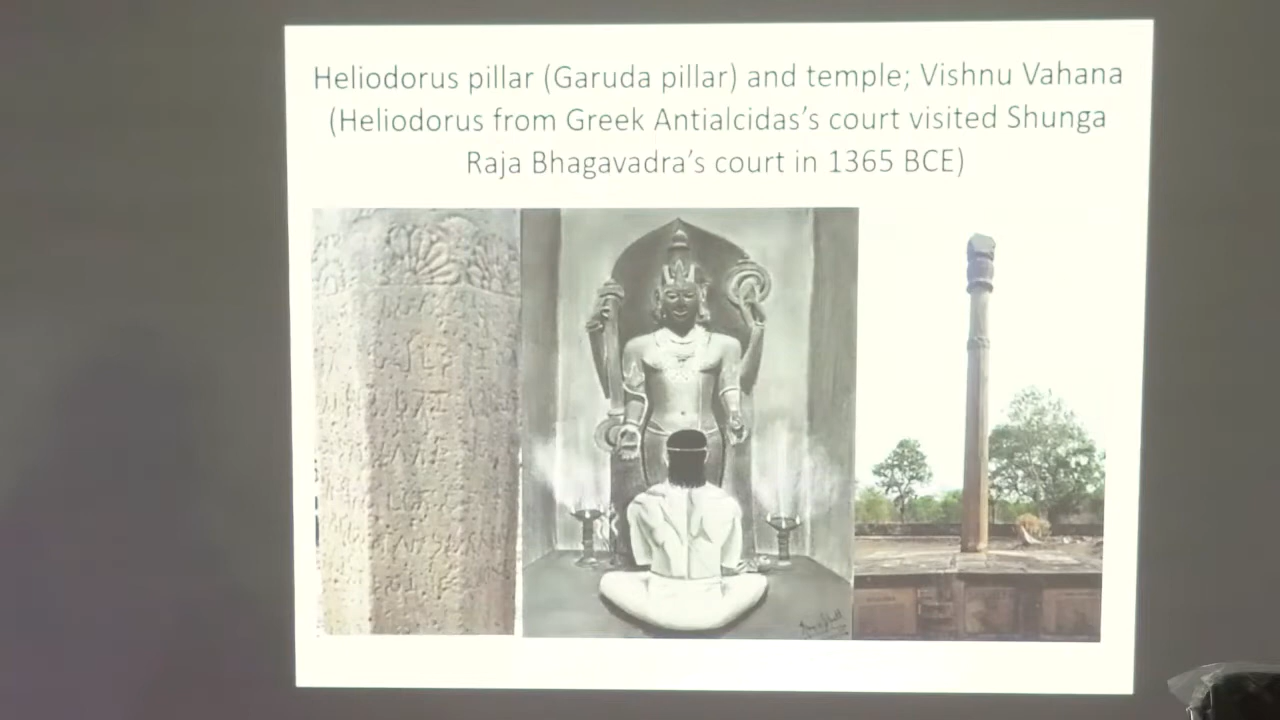 Heliodorus pillar (Garuda pillar) and temple; Vishnu Vahana
(Heliodorus from Greek Antialcidas’s court visited Shunga
Raja Bhagavadra’s court in 1365 BCE)